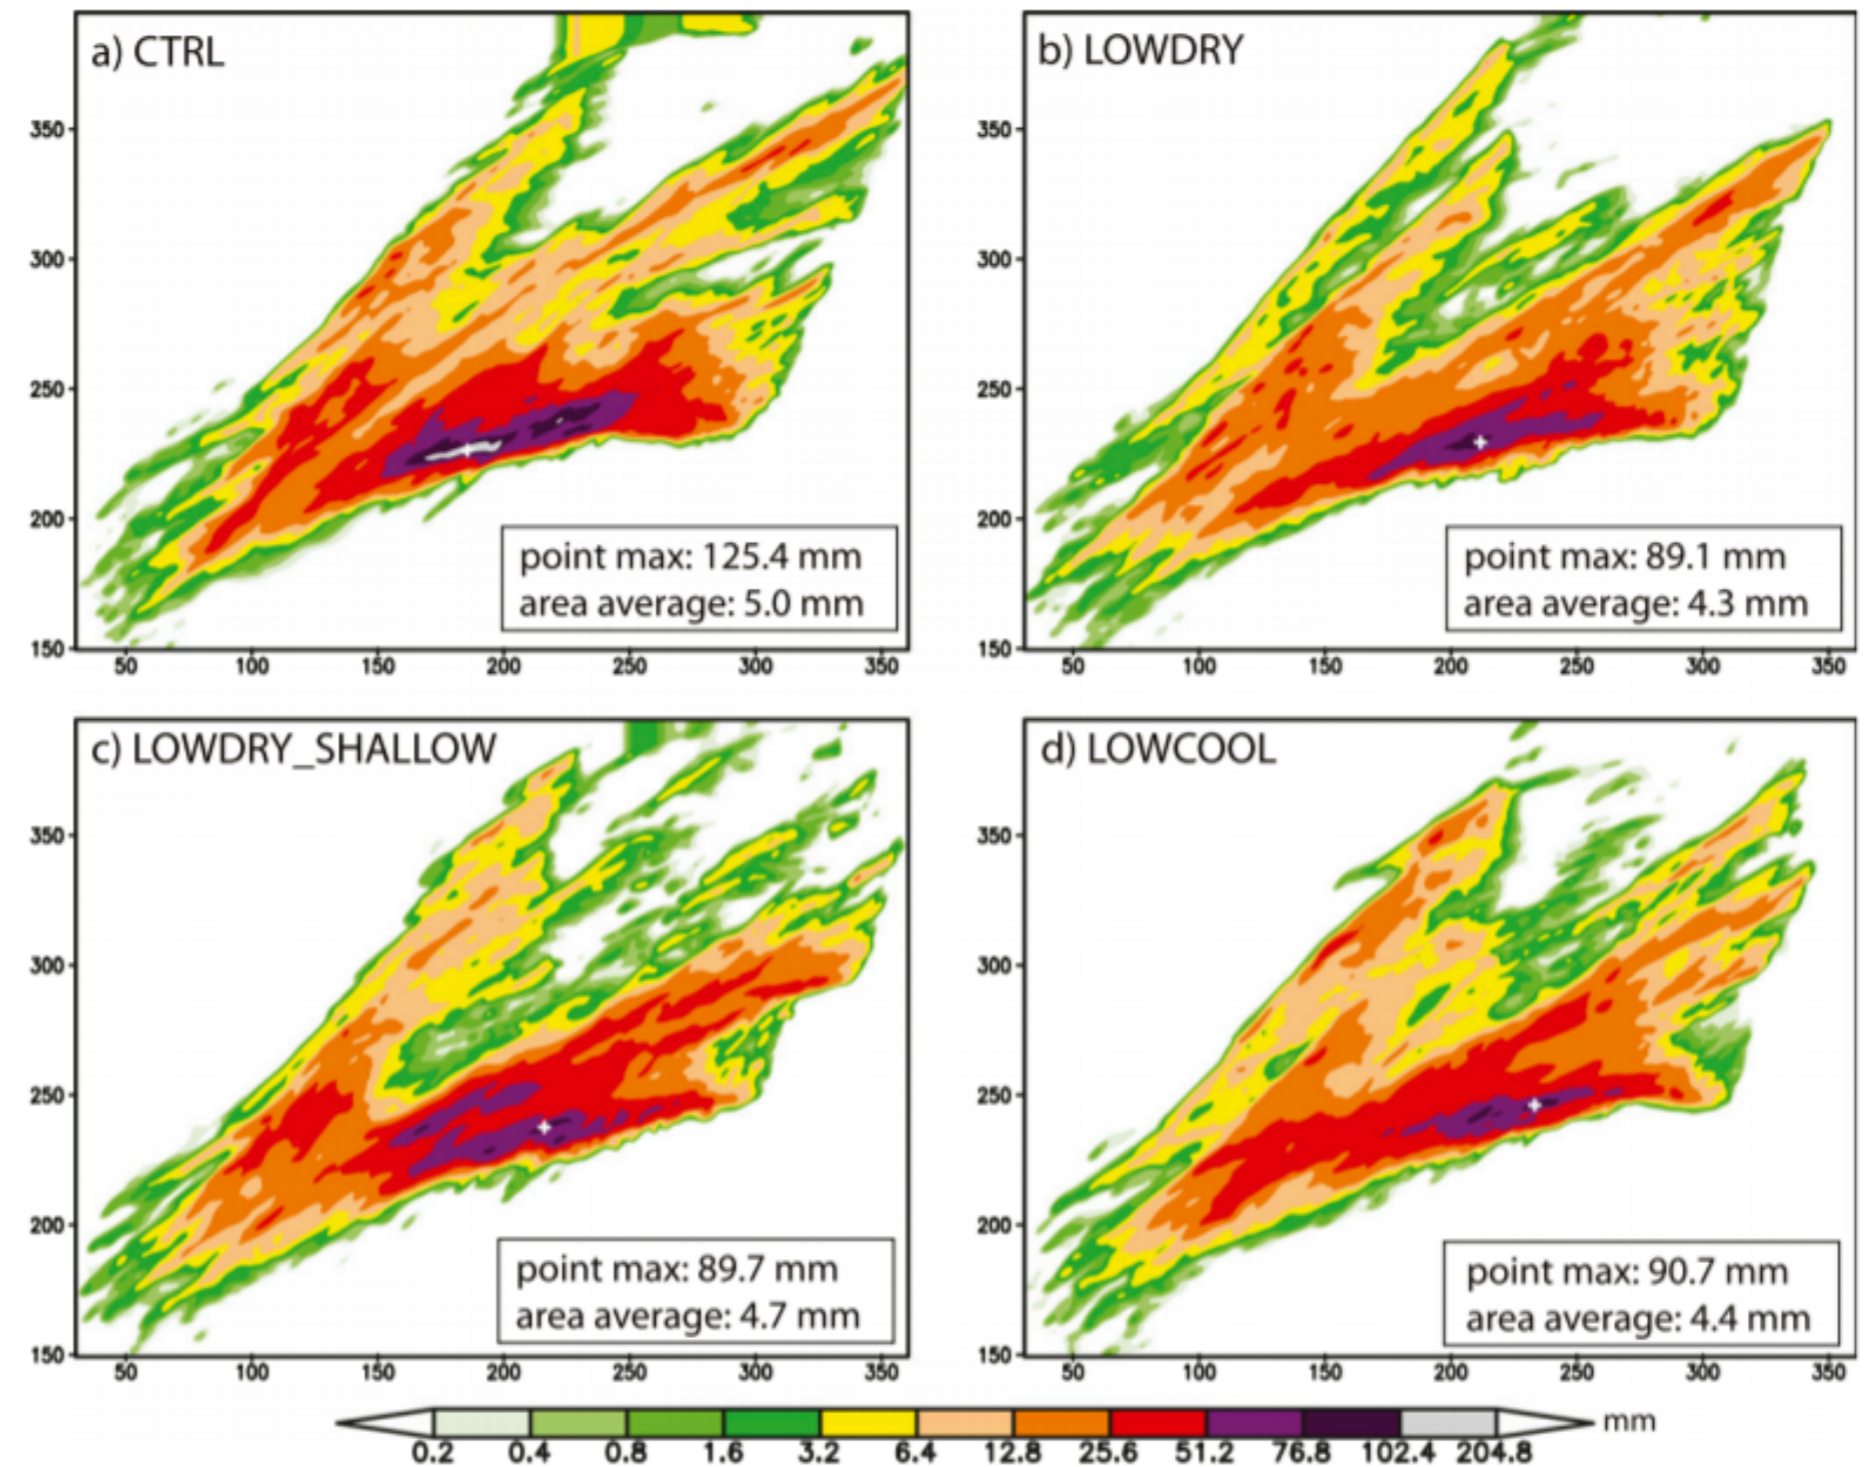 a) CTRL
350
300
250
200
150
point max: 125.4 mm
area average: 5.0 mm
50 100 150 200 250 300 350
b) LOWDRY
350
300
250
200
150
point max: 89.1 mm
area average: 4.3 mm
50 100 150 200 250 300 350
c) LOWDRY_SHALLOW
350
300
250
200
150
point max: 89.7 mm
area average: 4.7 mm
50 100 150 200 250 300 350
d) LOWCOOL
350
300
250
200
150
point max: 90.7 mm
area average: 4.4 mm
50 100 150 200 250 300 350
mm
0.2 0.4 0.8 1.6 3.2 6.4 12.8 25.6 51.2 76.8 102.4 204.8